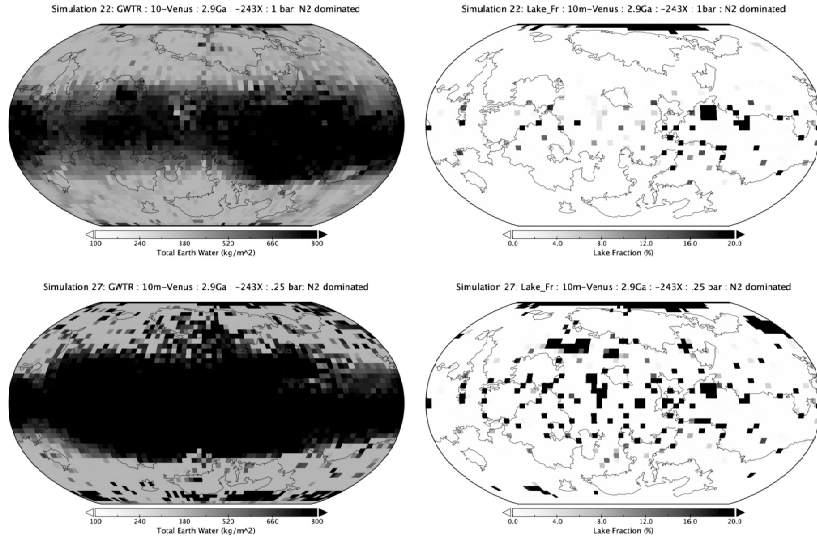 Simulation 22: GWTR : 10-Venus : 2.9Ga -243X : 1 bar: N2 dominated
Simulation 22: Lake_Fr : 10m-Venus : 2.9Ga : -243X : 1bar : N2 dominated
100 240 380 520 660 800
Total Earth Water (kg/m^2)
0.0 4.0 8.0 12.0 16.0 20.0
Lake Fraction (%)
Simulation 27: GWTR : 10m-Venus : 2.9Ga -243X : .25 bar: N2 dominated
Simulation 27: Lake_Fr : 10m-Venus : 2.9Ga : -243X : .25 bar : N2 dominated
100 240 380 520 660 800
Total Earth Water (kg/m^2)
0.0 4.0 8.0 12.0 16.0 20.0
Lake Fraction (%)